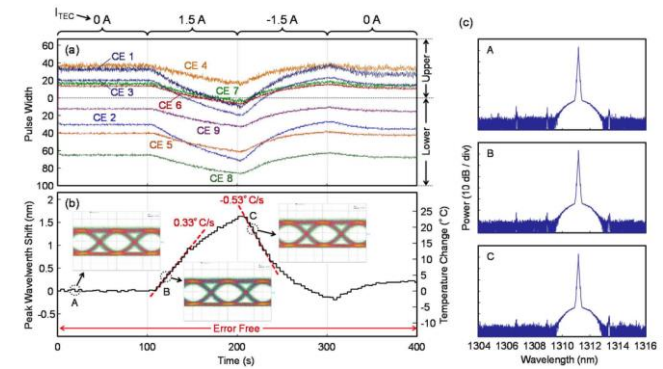 I_TEC
0 A 1.5 A -1.5 A 0 A
(a)
CE 1
CE 4
CE 3
CE 7
CE 6
CE 2
CE 9
CE 5
CE 8
Pulse Width
60
40
20
0
20
40
60
80
100
Upper
Lower
(b)
-0.53° C/s
0.33° C/s
A
B
C
Error Free
Peak Wavelwenth Shift (nm)
2
1.5
1
0.5
0
-0.5
Temperature Change (° C)
25
20
15
10
5
0
-5
-10
0 100 200 300 400
Time (s)
(c)
A
B
C
Power (10 dB / div)
1304 1306 1308 1310 1312 1314 1316
Wavelength (nm)